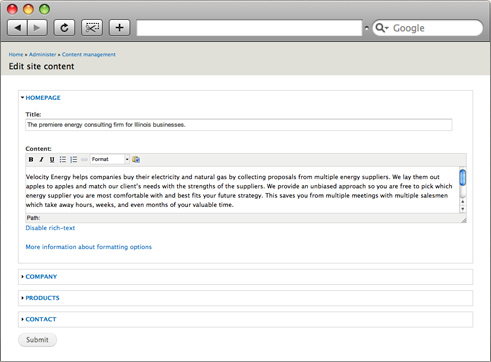 Google
Home » Administer » Content management
Edit site content
HOMEPAGE
Title:
The premiere energy consulting firm for Illinois businesses.
Content:
B I U Format
Velocity Energy helps companies buy their electricity and natural gas by collecting proposals from multiple energy suppliers. We lay them out
apples to apples and match our client's needs with the strengths of the suppliers. We provide an unbiased approach so you are free to pick which
energy supplier you are most comfortable with and best fits your future strategy. This saves you from multiple meetings with multiple salesmen
which take away hours, weeks, and even months of your valuable time.
Path:
Disable rich-text
More information about formatting options
COMPANY
PRODUCTS
CONTACT
Submit